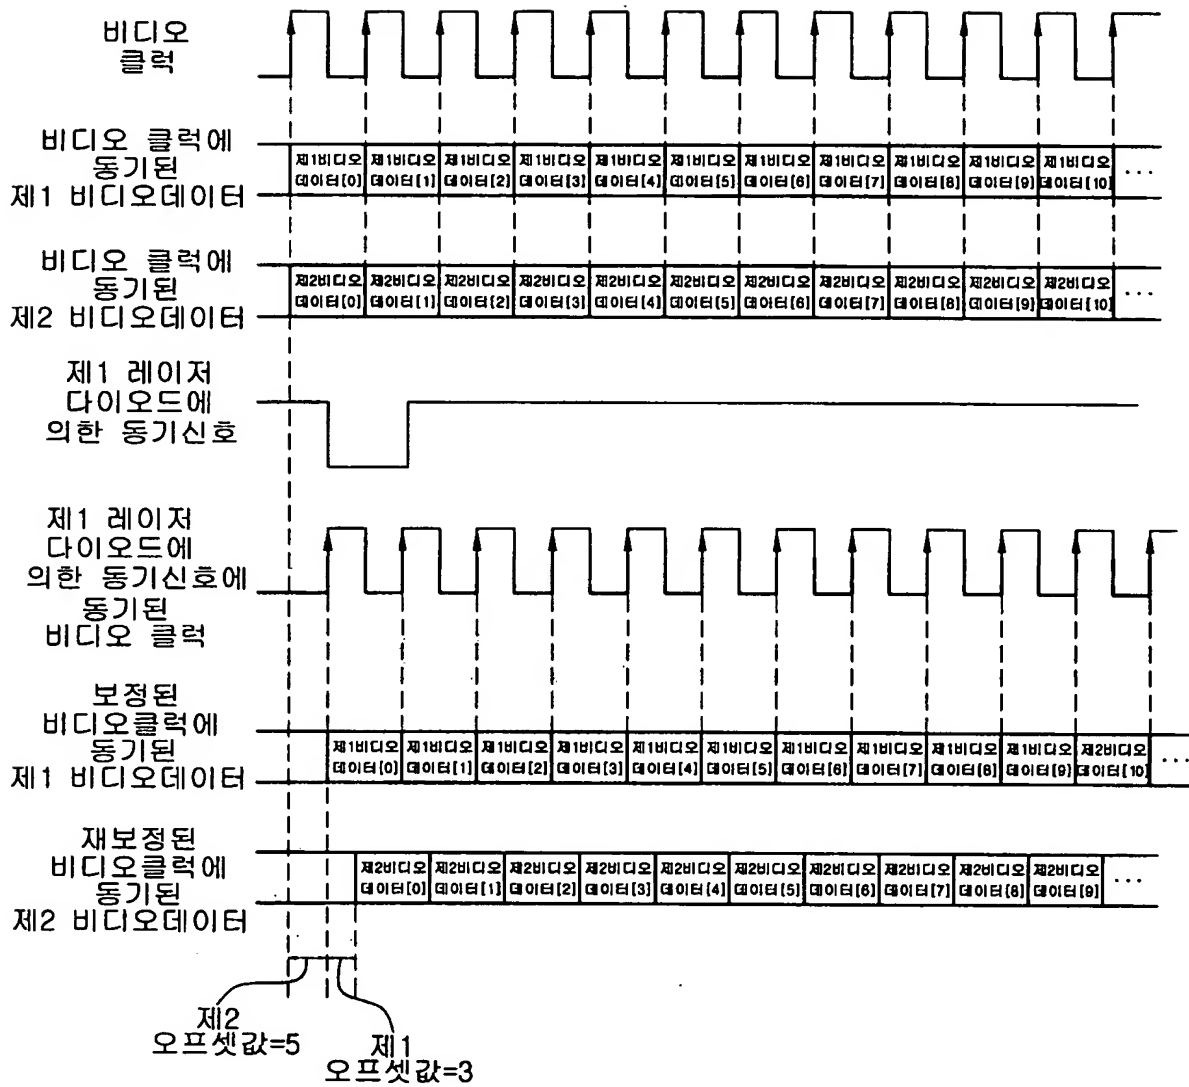 비디오
클럭
비디오 클럭에
동기된
제1 비디오데이터
제1비디오 제1비디오 제1비디오 제1비디오 제1비디오 제1비디오 제1비디오 제1비디오 제1비디오 제1비디오 제1비디오
데이터[0] 데이터[1] 데이터[2] 데이터[3] 데이터[4] 데이터[5] 데이터[6] 데이터[7] 데이터[8] 데이터[9] 데이터[10] ...
비디오 클럭에
동기된
제2 비디오데이터
제2비디오 제2비디오 제2비디오 제2비디오 제2비디오 제2비디오 제2비디오 제2비디오 제2비디오 제2비디오 제2비디오
데이터[0] 데이터[1] 데이터[2] 데이터[3] 데이터[4] 데이터[5] 데이터[6] 데이터[7] 데이터[8] 데이터[9] 데이터[10] ...
제1 레이저
다이오드에
의한 동기신호
제1 레이저
다이오드에
의한 동기신호에
동기된
비디오 클럭
보정된
비디오클럭에
동기된
제1 비디오데이터
제1비디오 제1비디오 제1비디오 제1비디오 제1비디오 제1비디오 제1비디오 제1비디오 제1비디오 제1비디오 제2비디오
데이터[0] 데이터[1] 데이터[2] 데이터[3] 데이터[4] 데이터[5] 데이터[6] 데이터[7] 데이터[8] 데이터[9] 데이터[10] ...
재보정된
비디오클럭에
동기된
제2 비디오데이터
제2비디오 제2비디오 제2비디오 제2비디오 제2비디오 제2비디오 제2비디오 제2비디오 제2비디오 제2비디오
데이터[0] 데이터[1] 데이터[2] 데이터[3] 데이터[4] 데이터[5] 데이터[6] 데이터[7] 데이터[8] 데이터[9] ...
제2
오프셋값=5
제1
오프셋값=3